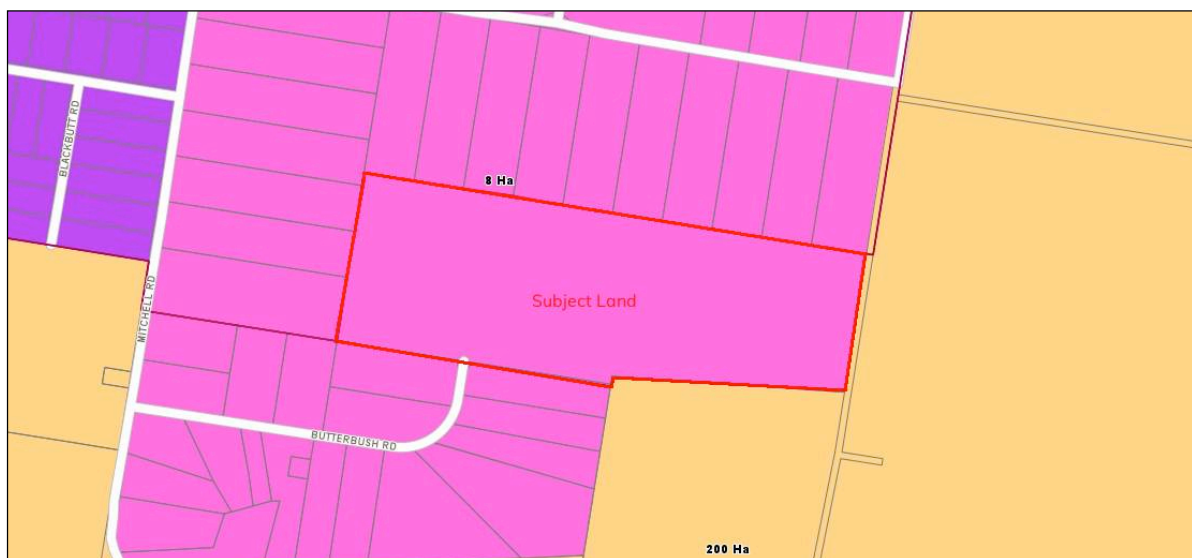 BLACKBUTT RD
8 Ha
Subject Land
MITCHELL RD
BUTTERBUSH RD
200 Ha